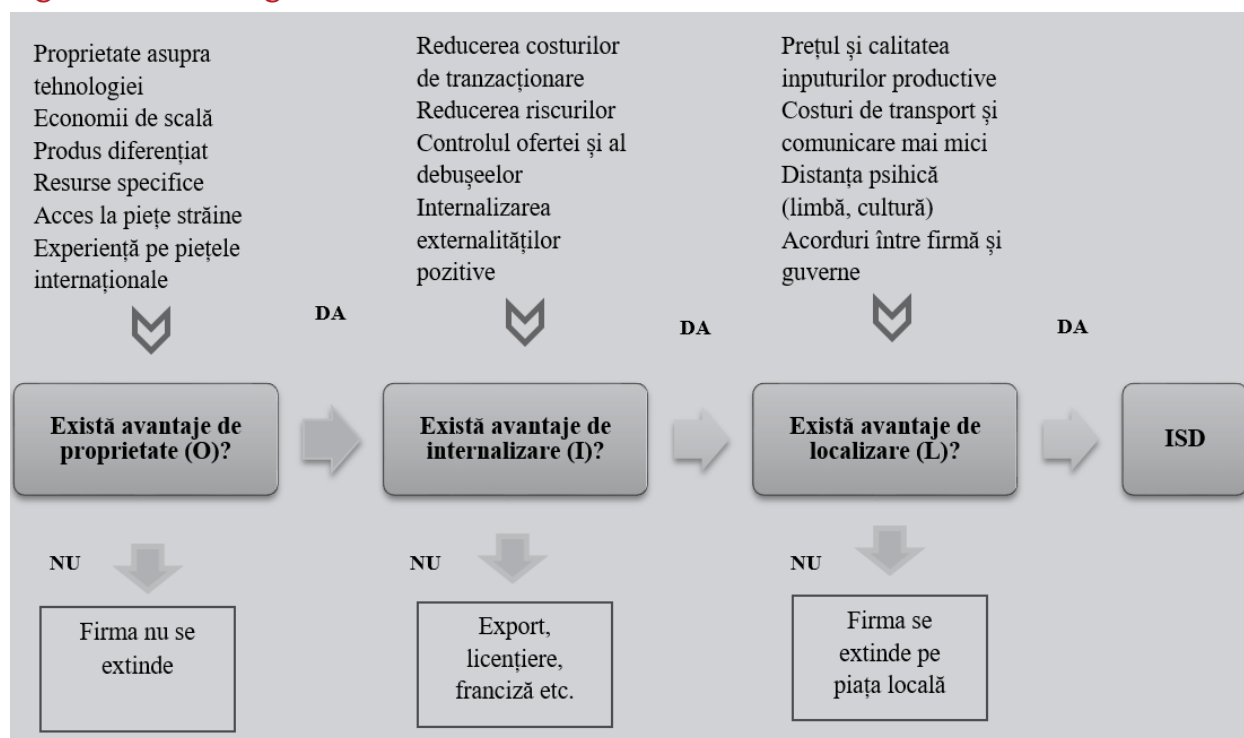 Proprietate asupra
tehnologiei
Economii de scală
Produs diferențiat
Resurse specifice
Acces la piețe străine
Experiență pe piețele
internaționale
Reducerea costurilor
de tranzacționare
Reducerea riscurilor
Controlul ofertei și al
debușeelor
Internalizarea
externalităților
pozitive
Prețul și calitatea
inputurilor productive
Costuri de transport și
comunicare mai mici
Distanța psihică
(limbă, cultură)
Acorduri între firmă și
guverne
DA
DA
DA
Există avantaje de
proprietate (O)?
Există avantaje de
internalizare (I)?
Există avantaje de
localizare (L)?
ISD
NU
NU
NU
Firma nu se
extinde
Export,
licențiere,
franciză etc.
Firma se
extinde pe
piața locală